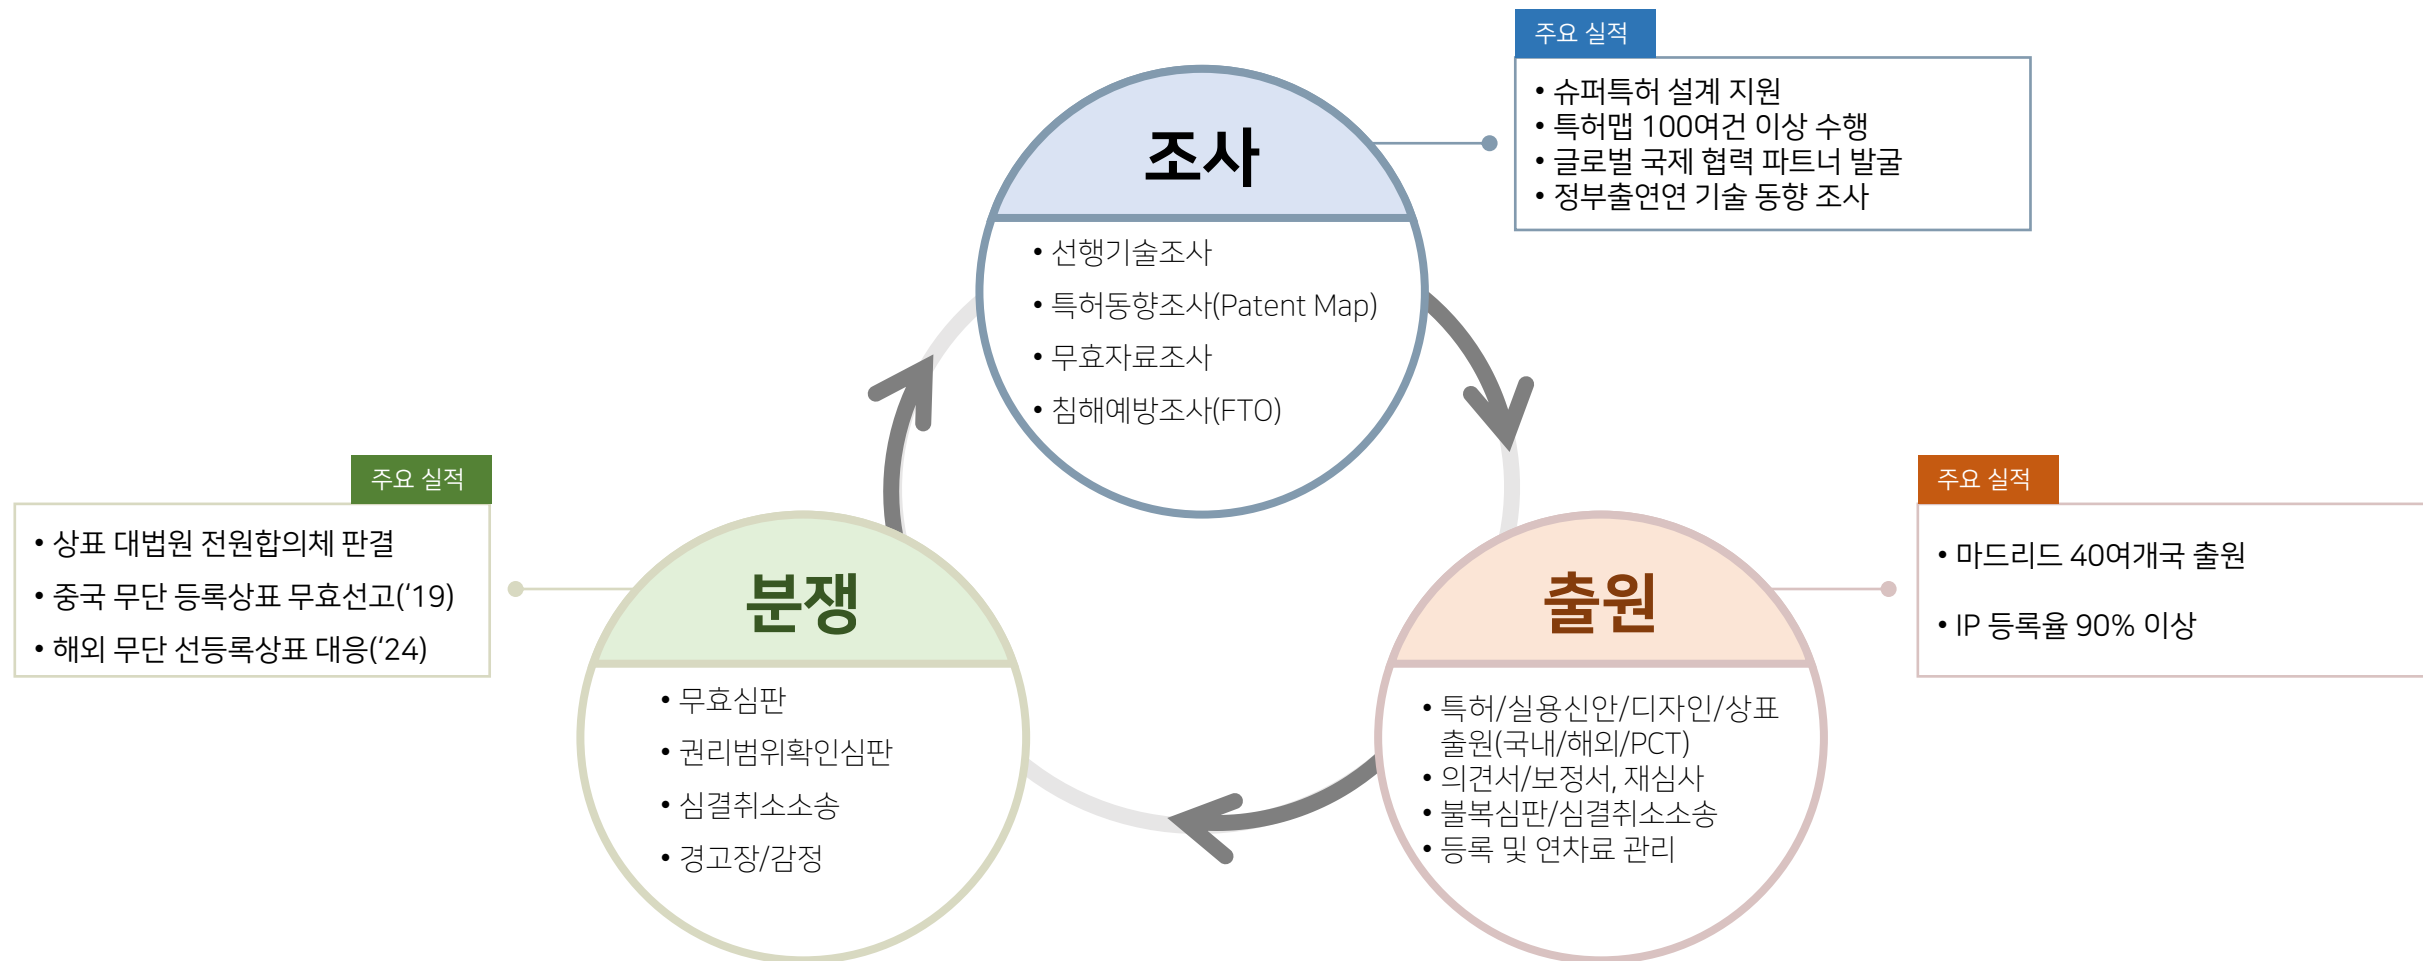 주요 실적
• 슈퍼특허 설계 지원
• 특허맵 100여건 이상 수행
• 글로벌 국제 협력 파트너 발굴
• 정부출연연 기술 동향 조사
조사
• 선행기술조사
• 특허동향조사(Patent Map)
• 무효자료조사
• 침해예방조사(FTO)
주요 실적
• 상표 대법원 전원합의체 판결
• 중국 무단 등록상표 무효선고(‘19)
• 해외 무단 선등록상표 대응(‘24)
분쟁
• 무효심판
• 권리범위확인심판
• 심결취소소송
• 경고장/감정
주요 실적
• 마드리드 40여개국 출원
• IP 등록율 90% 이상
출원
• 특허/실용신안/디자인/상표
출원(국내/해외/PCT)
• 의견서/보정서, 재심사
• 불복심판/심결취소소송
• 등록 및 연차료 관리